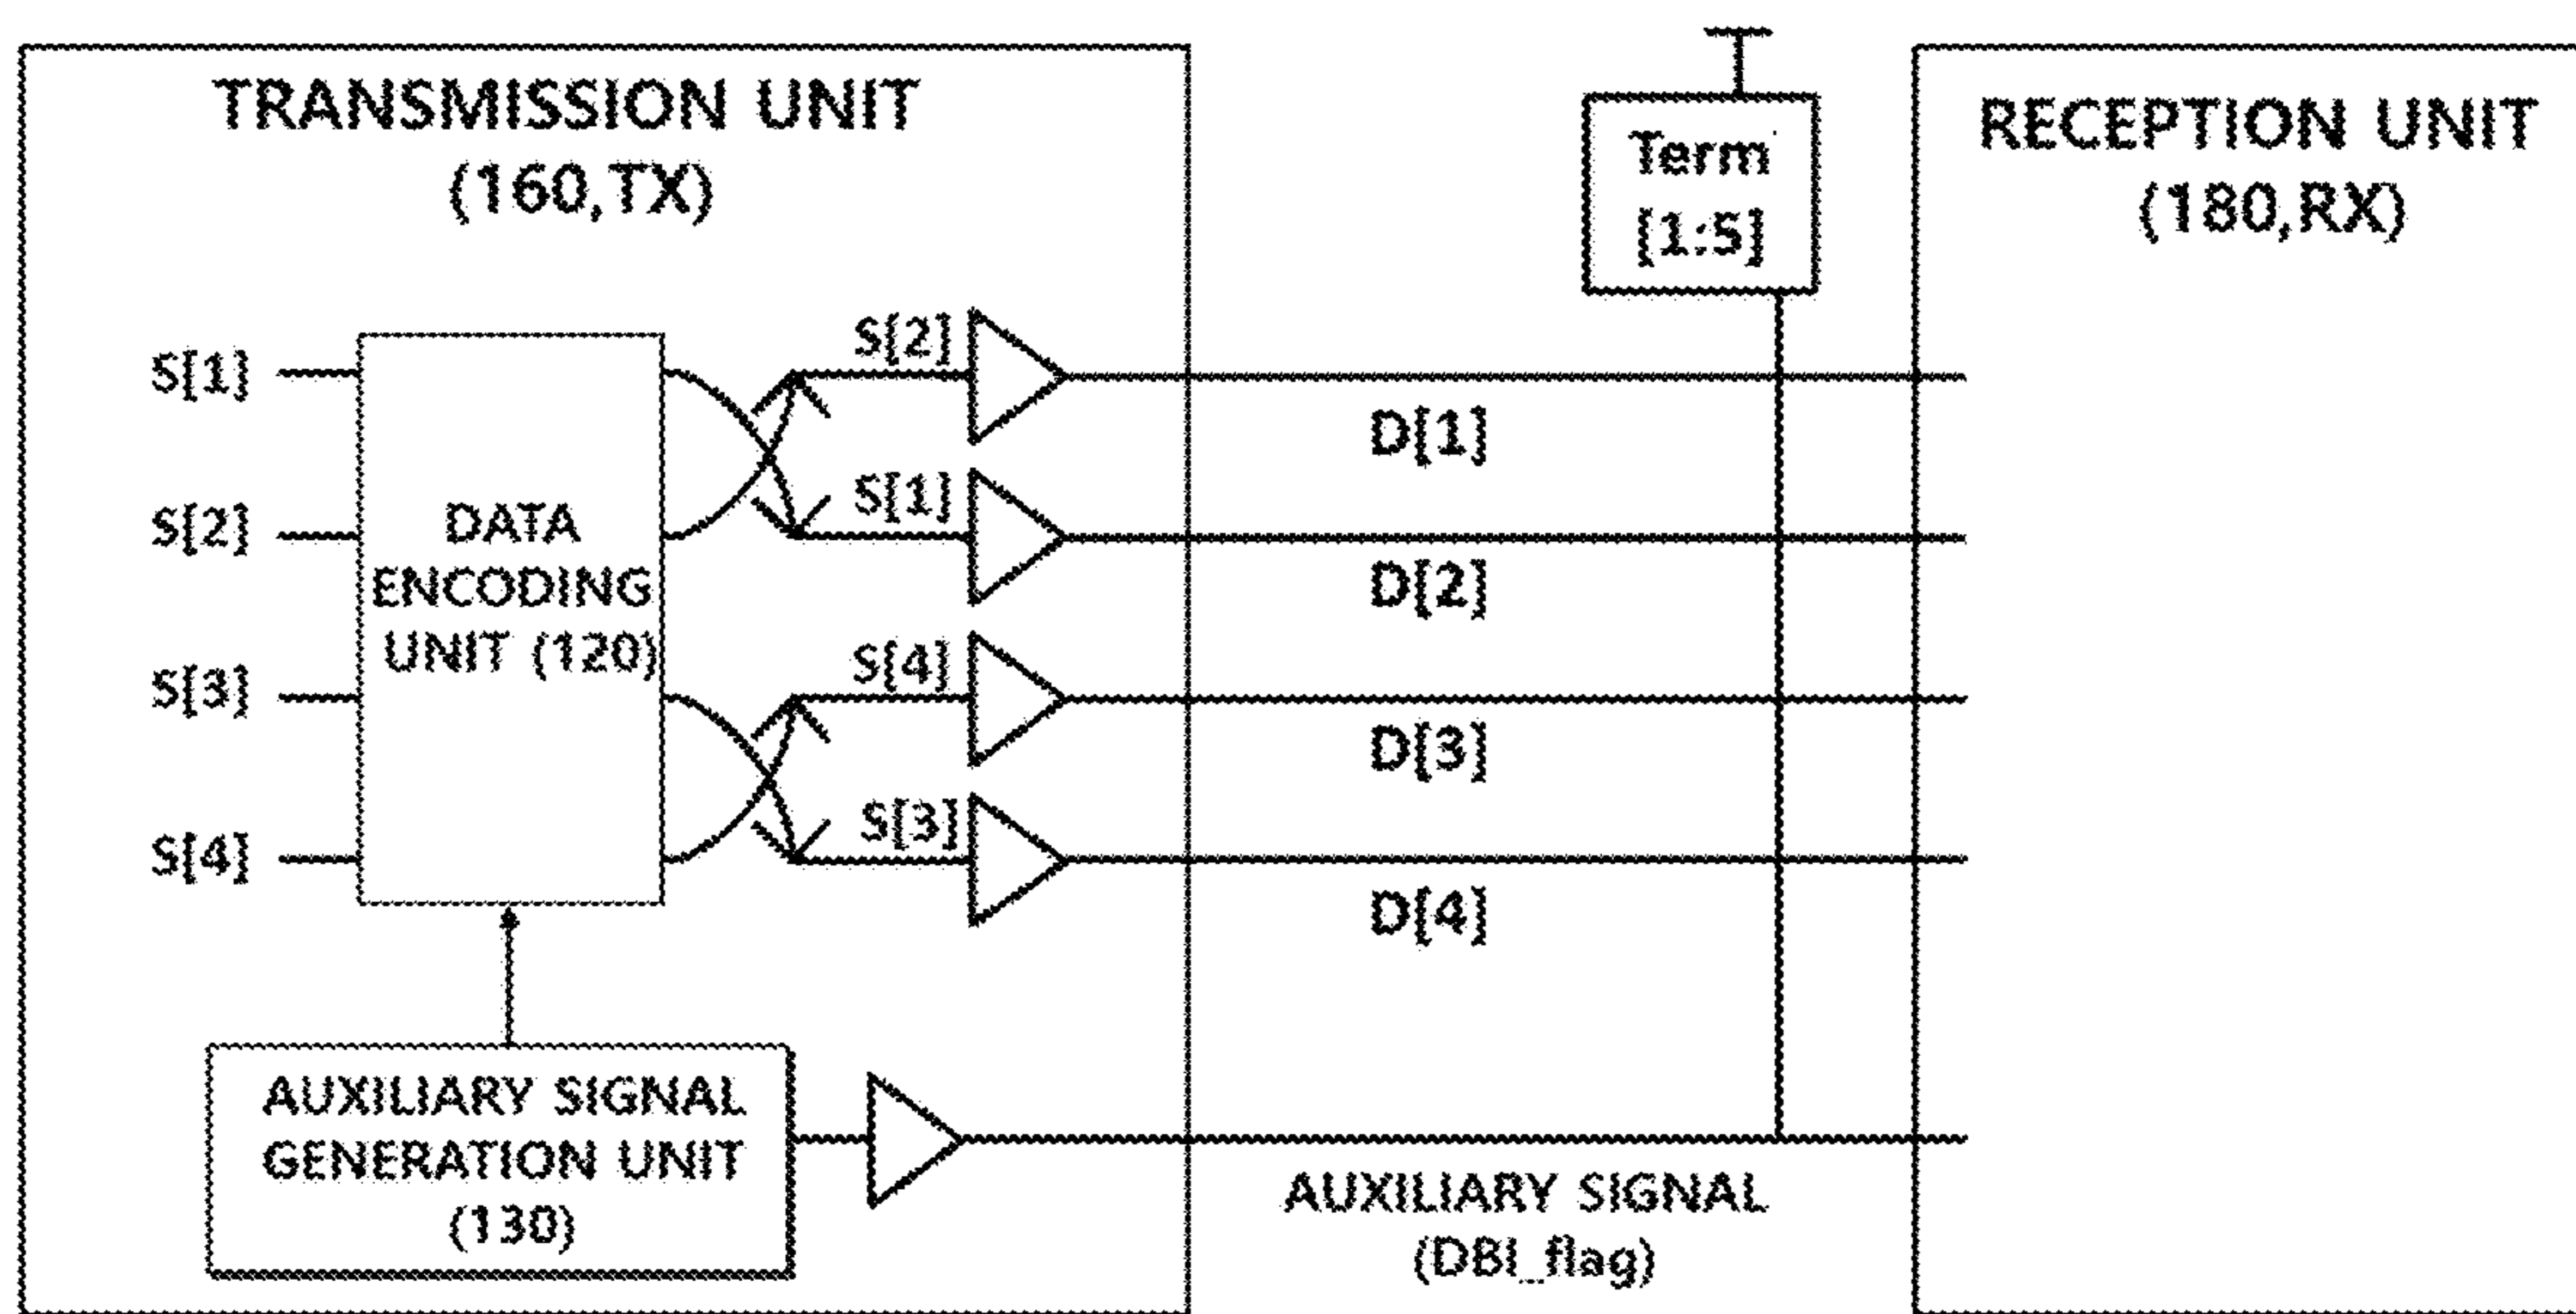 TRANSMISSION UNIT
(160,TX)
Term
[1:5]
RECEPTION UNIT
(180,RX)
S[1]
S[2]
S[3]
S[4]
DATA
ENCODING
UNIT (120)
S[2]
S[1]
S[4]
S[3]
D[1]
D[2]
D[3]
D[4]
AUXILIARY SIGNAL
GENERATION UNIT
(130)
AUXILIARY SIGNAL
(DBI_flag)